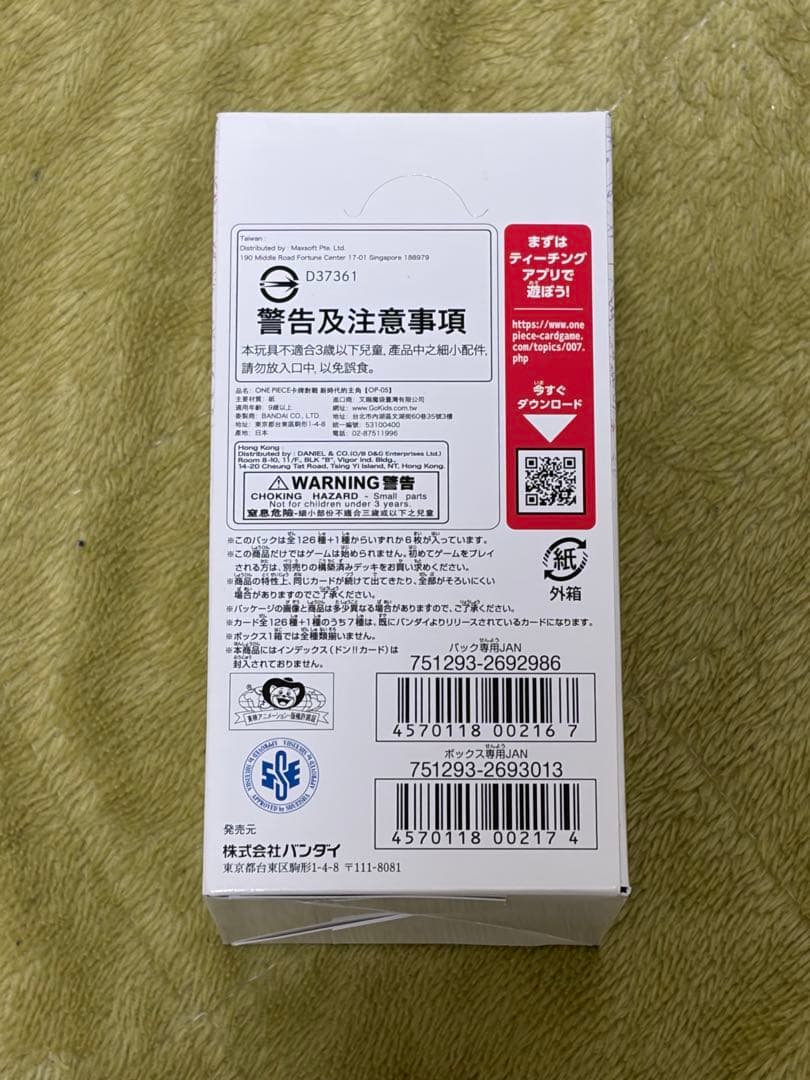 Taiwan :
Distributed by : Maxsoft Pte. Ltd.
190 Middle Road Fortune Center 17-01 Singapore 188979
D37361
警告及注意事項
本玩具不適合3歲以下兒童, 產品中之細小配件,
請勿放入口中, 以免誤食。
品名: ONE PIECE卡牌對戰 新時代的主角【OP-05】
主要材質: 紙
適用年齡: 9歲以上
委製商: BANDAI CO., LTD.
地址: 東京都台東區駒形1-4-8
產地: 日本
進口商: 艾瑞魔袋臺灣有限公司
網址: www.GoKids.com.tw
地址: 台北市內湖區文湖街60巷35號3樓
統一編號: 53100400
電話: 02-87511996
Hong Kong :
Distributed by : DANIEL & CO.(O/B D&G Enterprises Ltd.)
Room 8-10, 11/F., BLK "B", Vigor Ind. Bldg.,
14-20 Cheung Tat Road, Tsing Yi Island, NT, Hong Kong.
WARNING 警告
CHOKING HAZARD - Small parts
Not for children under 3 years.
窒息危險-細小部份不適合三歲或以下之兒童
まずは
ティーチング
アプリで
遊ぼう!
https://www.one
piece-cardgame.
com/topics/007.
php
今すぐ
ダウンロード
※このパックは全126種+1種からいずれか6枚が入っています。
※この商品だけではゲームは始められません。初めてゲームをプレイ
される方は、別売りの構築済みデッキをお買い求めください。
※商品の特性上、同じカードが続けて出てきたり、全部がそろいにくい
場合がありますのでご了承ください。
※パッケージの画像と商品は多少異なる場合がありますので、ご了承ください。
※カード全126種+1種のうち7種は、既にバンダイよりリリースされているカードになります。
※ボックス1箱では全種類揃いません。
※本商品にはインデックス(ドン!!カード)は
封入されておりません。
紙
外箱
パック専用JAN
751293-2692986
4570118 00216 7
ボックス専用JAN
751293-2693013
4570118 00217 4
東映アニメーション・版権許諾証
APPROVED by SHUEISHA
発売元
株式会社バンダイ
東京都台東区駒形1-4-8 〒111-8081